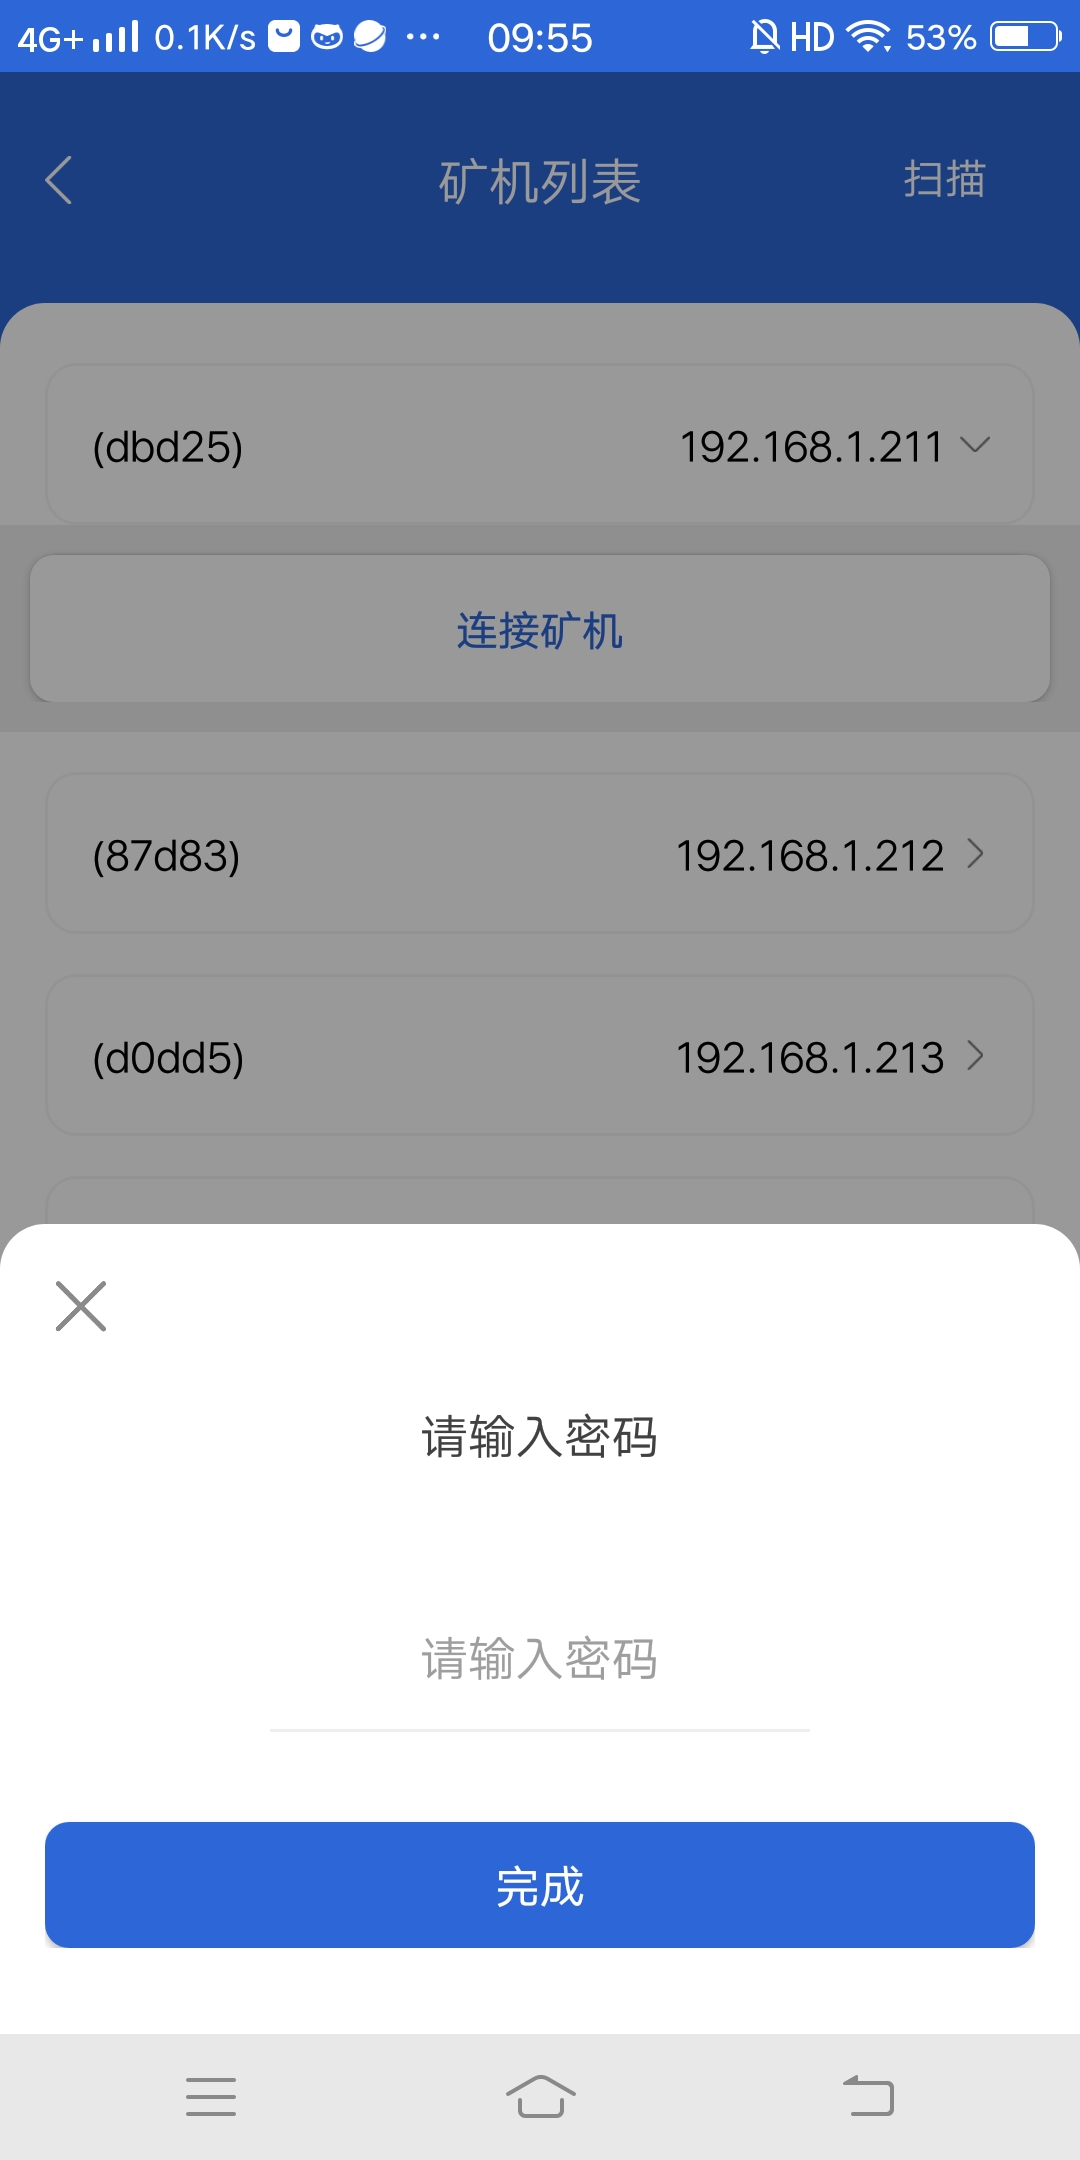 4G+ 0.1K/s ... 09:55 HD 53%
矿机列表 扫描
(dbd25) 192.168.1.211
连接矿机
(87d83) 192.168.1.212
(d0dd5) 192.168.1.213
请输入密码
请输入密码
完成